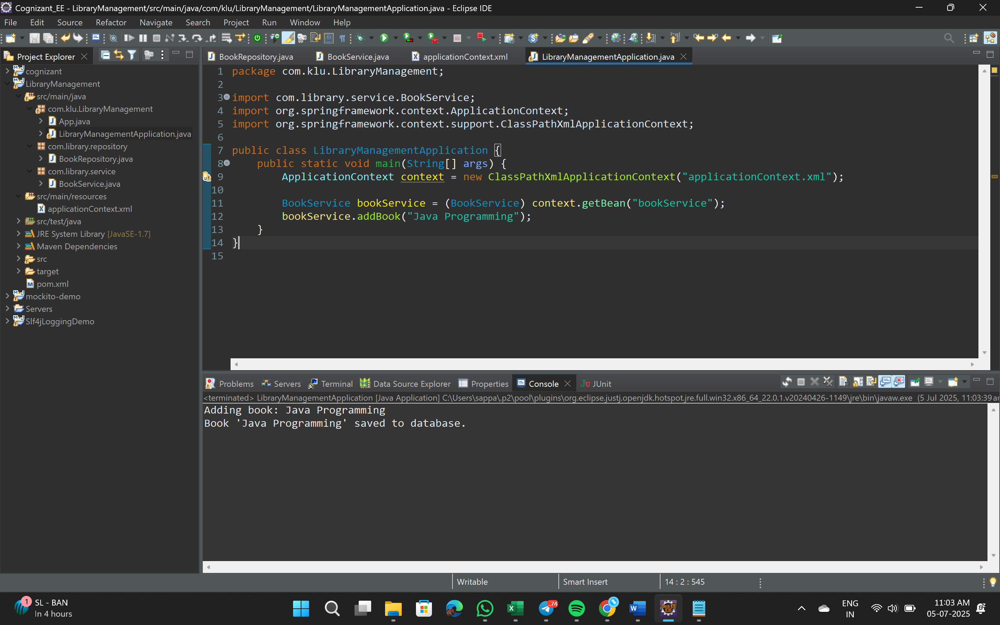 Cognizant_EE - LibraryManagement/src/main/java/com/klu/LibraryManagement/LibraryManagementApplication.java - Eclipse IDE
File Edit Source Refactor Navigate Search Project Run Window Help
Project Explorer
cognizant
LibraryManagement
src/main/java
com.klu.LibraryManagement
App.java
LibraryManagementApplication.java
com.library.repository
BookRepository.java
com.library.service
BookService.java
src/main/resources
applicationContext.xml
src/test/java
JRE System Library [JavaSE-1.7]
Maven Dependencies
src
target
pom.xml
mockito-demo
Servers
Slf4jLoggingDemo
BookRepository.java BookService.java applicationContext.xml LibraryManagementApplication.java
1 package com.klu.LibraryManagement;
2
3 import com.library.service.BookService;
4 import org.springframework.context.ApplicationContext;
5 import org.springframework.context.support.ClassPathXmlApplicationContext;
6
7 public class LibraryManagementApplication {
8 public static void main(String[] args) {
9 ApplicationContext context = new ClassPathXmlApplicationContext("applicationContext.xml");
10
11 BookService bookService = (BookService) context.getBean("bookService");
12 bookService.addBook("Java Programming");
13 }
14 }
15
Problems Servers Terminal Data Source Explorer Properties Console JUnit
<terminated> LibraryManagementApplication [Java Application] C:\Users\sappa\.p2\pool\plugins\org.eclipse.justj.openjdk.hotspot.jre.full.win32.x86_64_22.0.1.v20240426-1149\jre\bin\javaw.exe (5 Jul 2025, 11:03:39 ar
Adding book: Java Programming
Book 'Java Programming' saved to database.
Writable Smart Insert 14 : 2 : 545
1 SL - BAN
In 4 hours
74
Java EE
IDE
ENG
IN
11:03 AM
05-07-2025